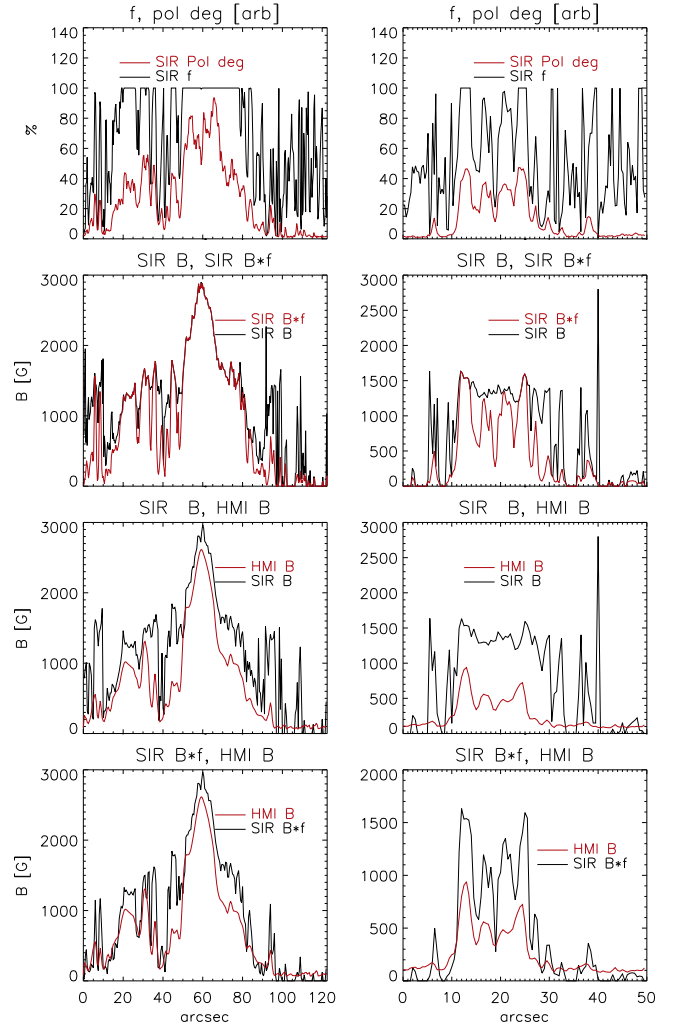 f, pol deg [arb]
f, pol deg [arb]
140
120
100
80
60
40
20
0
%
SIR Pol deg
SIR f
140
120
100
80
60
40
20
0
SIR Pol deg
SIR f
SIR B, SIR B*f
SIR B, SIR B*f
3000
2000
1000
0
B [G]
SIR B*f
SIR B
3000
2500
2000
1500
1000
500
0
SIR B*f
SIR B
SIR B, HMI B
SIR B, HMI B
3000
2000
1000
0
B [G]
HMI B
SIR B
3000
2500
2000
1500
1000
500
0
HMI B
SIR B
SIR B*f, HMI B
SIR B*f, HMI B
3000
2000
1000
0
B [G]
HMI B
SIR B*f
2000
1500
1000
500
0
HMI B
SIR B*f
0 20 40 60 80 100 120
0 10 20 30 40 50
arcsec
arcsec